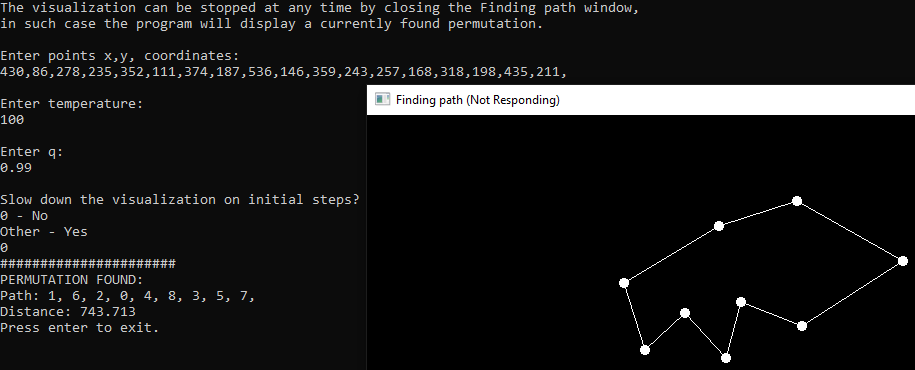 The visualization can be stopped at any time by closing the Finding path window,
in such case the program will display a currently found permutation.
Enter points x,y, coordinates:
430,86,278,235,352,111,374,187,536,146,359,243,257,168,318,198,435,211,
Enter temperature:
100
Enter q:
0.99
Slow down the visualization on initial steps?
0 - No
Other - Yes
0
######################
PERMUTATION FOUND:
Path: 1, 6, 2, 0, 4, 8, 3, 5, 7,
Distance: 743.713
Press enter to exit.
Finding path (Not Responding)